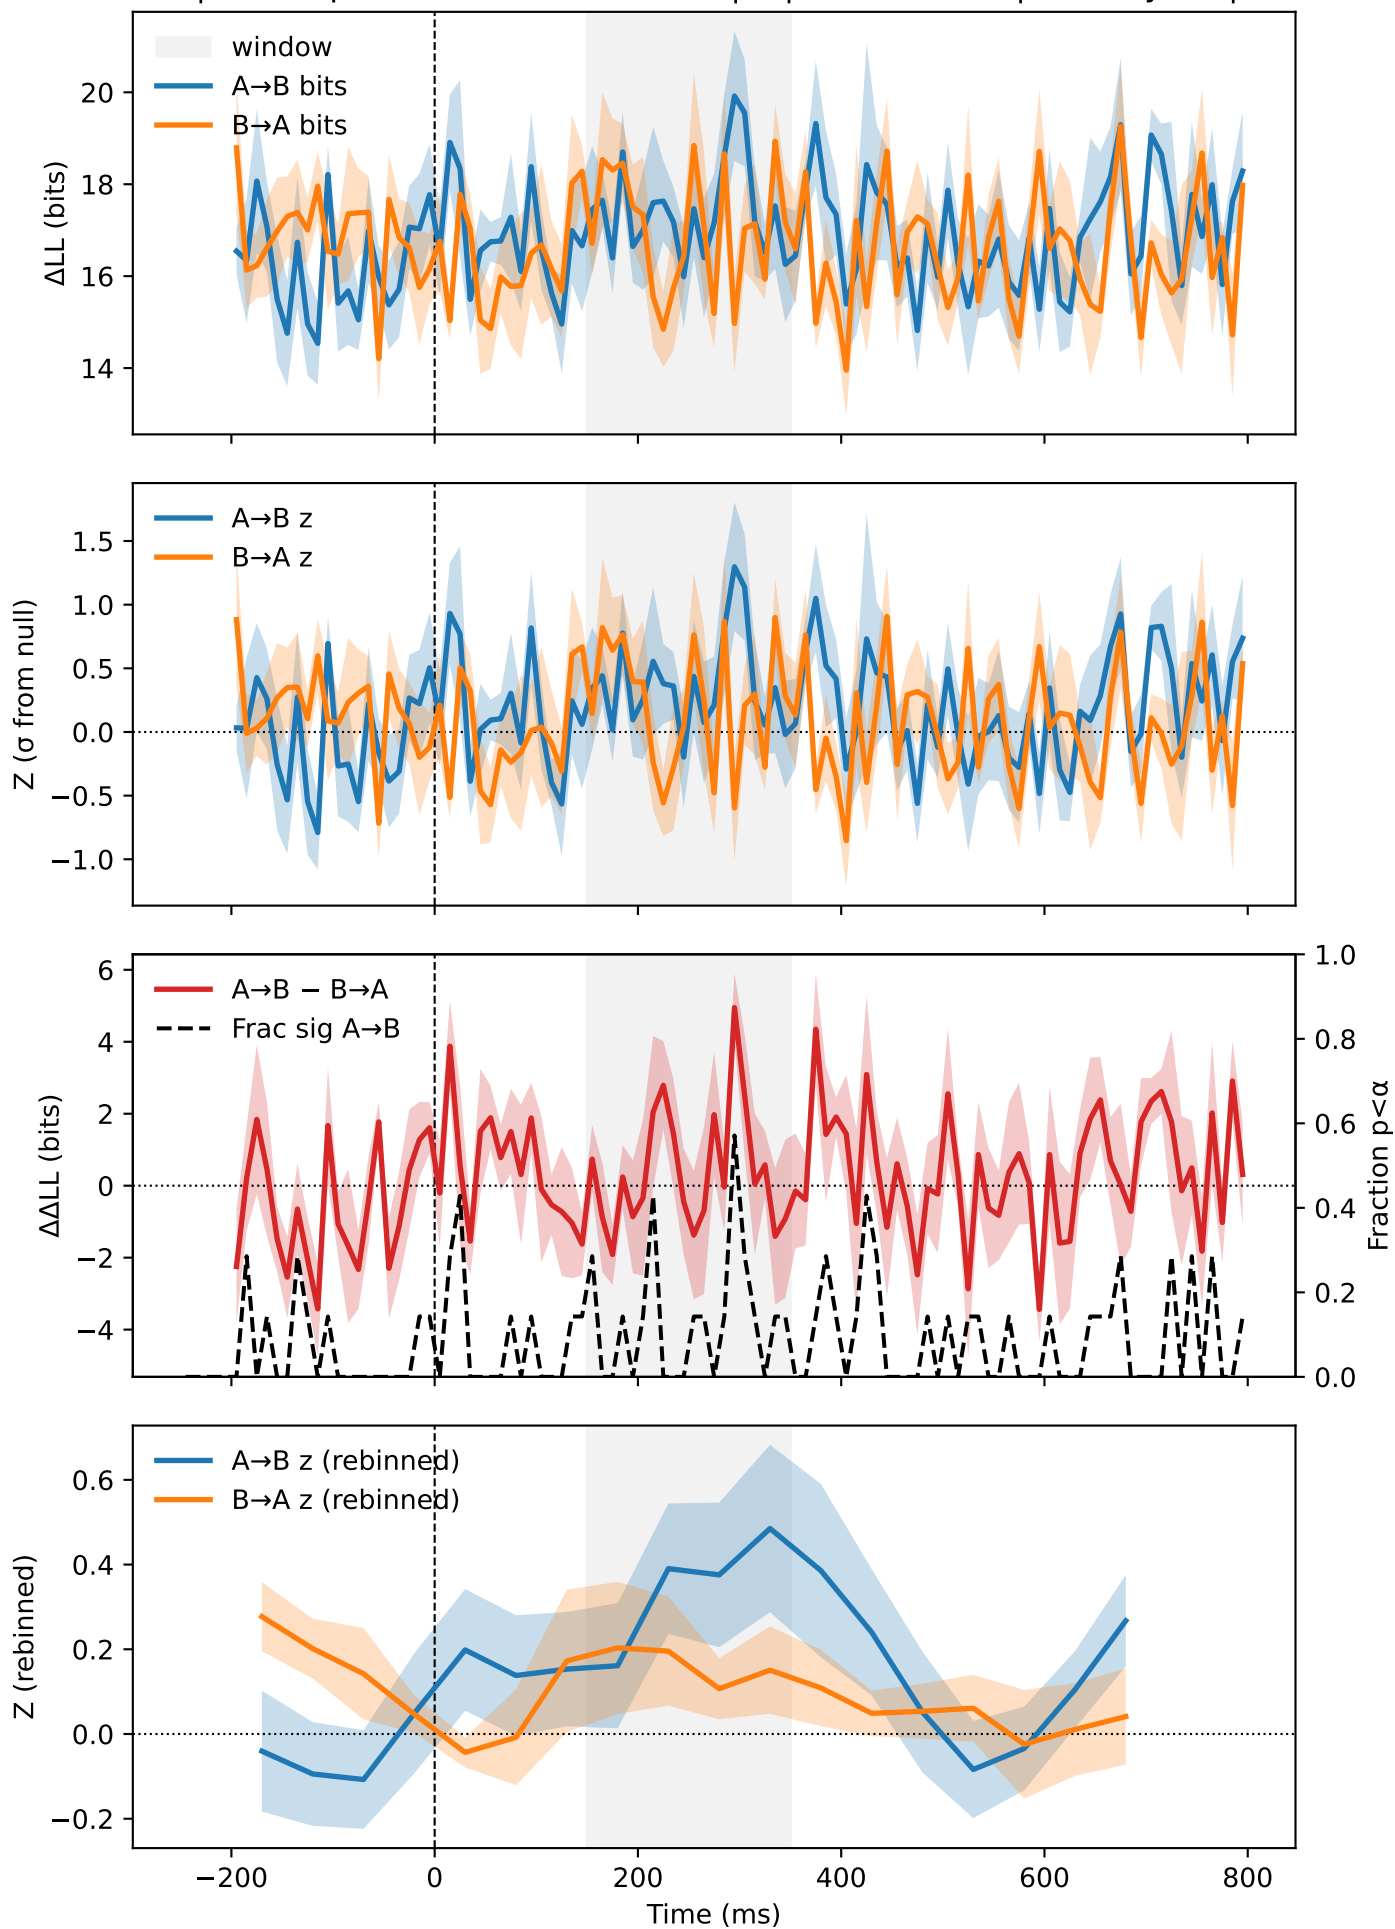 window
A→B bits
B→A bits
ΔLL (bits)
20
18
16
14
A→B z
B→A z
Z (σ from null)
1.5
1.0
0.5
0.0
−0.5
−1.0
A→B − B→A
Frac sig A→B
ΔΔLL (bits)
6
4
2
0
−2
−4
1.0
0.8
0.6
0.4
0.2
0.0
Fraction p<α
A→B z (rebinned)
B→A z (rebinned)
Z (rebinned)
0.6
0.4
0.2
0.0
−0.2
−200
0
200
400
600
800
Time (ms)